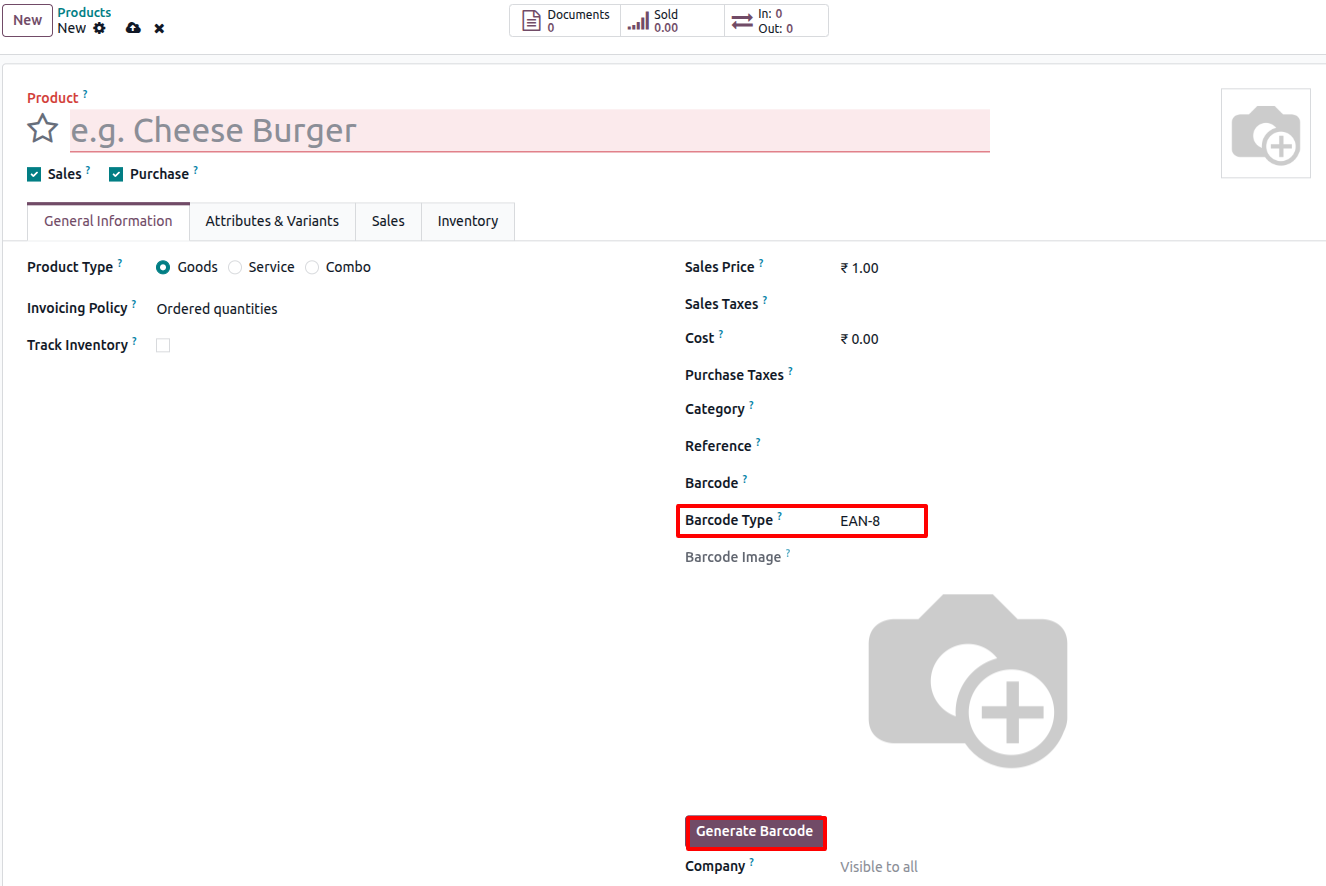 New
Products
New
Documents
0
Sold
0.00
In: 0
Out: 0
Product ?
e.g. Cheese Burger
Sales ? Purchase ?
General Information Attributes & Variants Sales Inventory
Product Type ? Goods Service Combo
Invoicing Policy ? Ordered quantities
Track Inventory ?
Sales Price ? ₹ 1.00
Sales Taxes ?
Cost ? ₹ 0.00
Purchase Taxes ?
Category ?
Reference ?
Barcode ?
Barcode Type ? EAN-8
Barcode Image ?
Generate Barcode
Company ? Visible to all